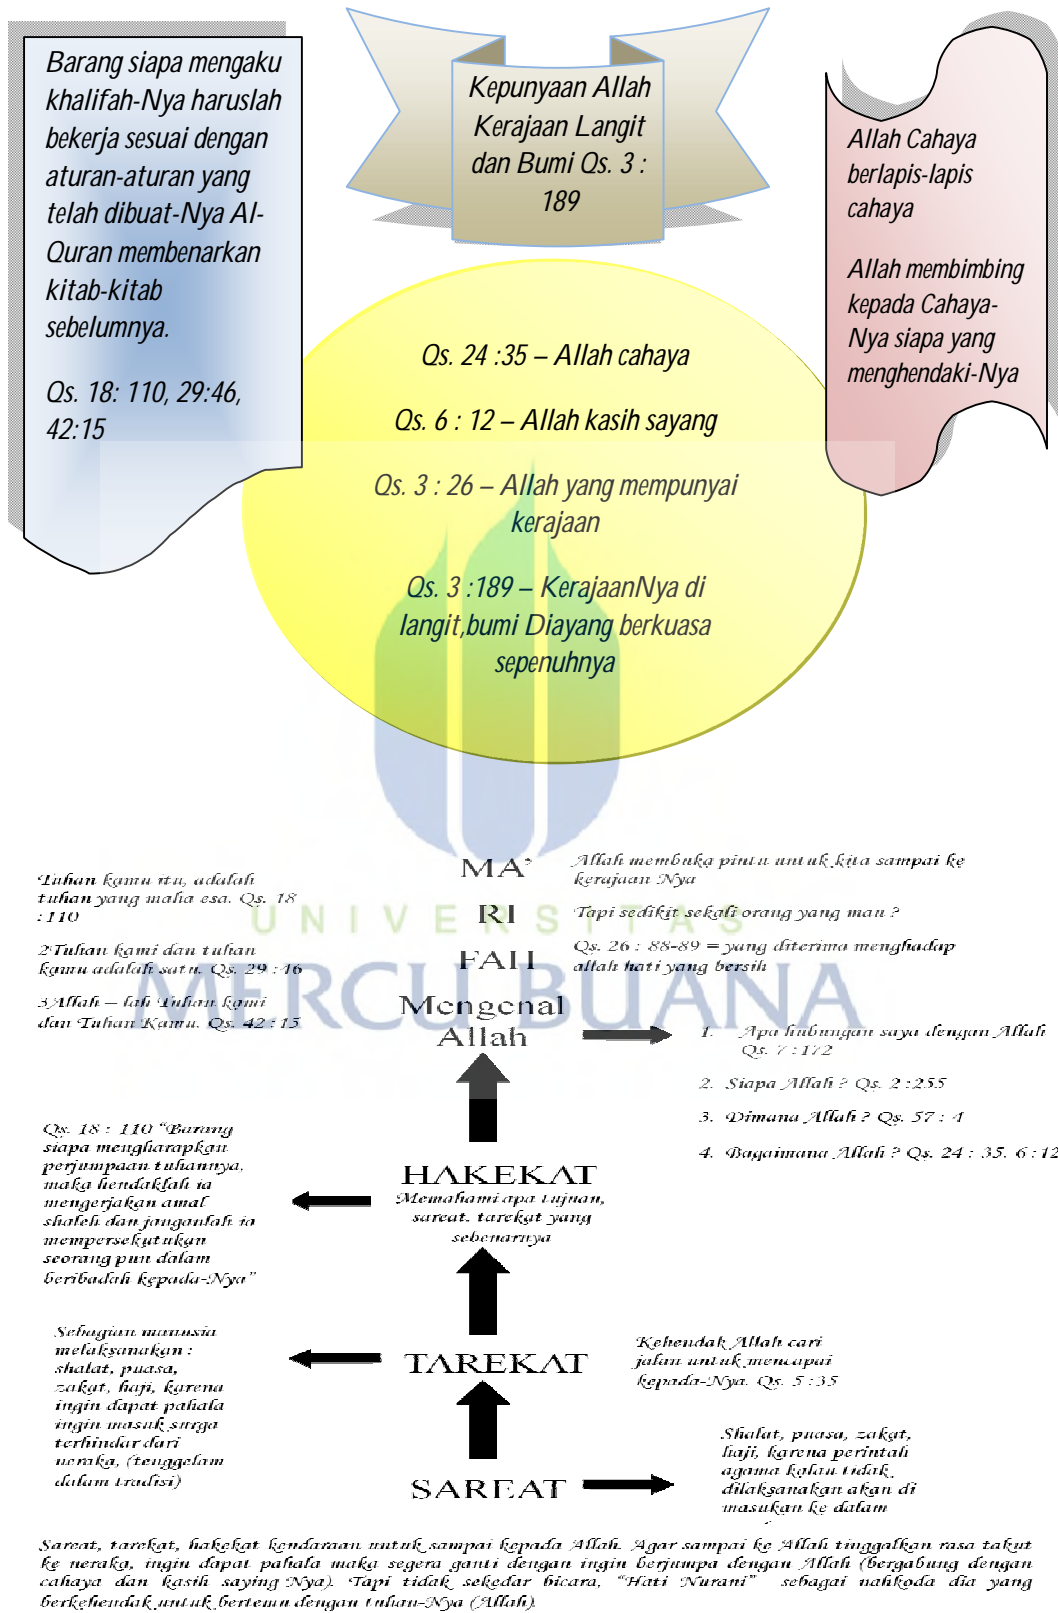 Barang siapa mengaku
khalifah-Nya haruslah
bekerja sesuai dengan
aturan-aturan yang
telah dibuat-Nya Al-
Quran membenarkan
kitab-kitab
sebelumnya.
Qs. 18: 110, 29:46,
42:15
Kepunyaan Allah
Kerajaan Langit
dan Bumi Qs. 3 :
189
Allah Cahaya
berlapis-lapis
cahaya
Allah membimbing
kepada Cahaya-
Nya siapa yang
menghendaki-Nya
Qs. 24 :35 – Allah cahaya
Qs. 6 : 12 – Allah kasih sayang
Qs. 3 : 26 – Allah yang mempunyai
kerajaan
Qs. 3 :189 – KerajaanNya di
langit,bumi Diayang berkuasa
sepenuhnya
Tuhan kamu itu, adalah
tuhan yang maha esa. Qs. 18
:110
2Tuhan kami dan tuhan
kamu adalah satu. Qs. 29 :46
3Allah – lah Tuhan kami
dan Tuhan Kamu. Qs. 42 : 15
MA'
RI
FAH
Mengenal
Allah
Allah membuka pintu untuk kita sampai ke
kerajaan Nya
Tapi sedikit sekali orang yang mau ?
Qs. 26 : 88-89 = yang diterima menghadap
allah hati yang bersih
UNIVERSITAS
MERCU BUANA
1. Apa hubungan saya dengan Allah
Qs. 7 :172
2. Siapa Allah ? Qs. 2 :255
3. Dimana Allah ? Qs. 57 : 4
4. Bagaimana Allah ? Qs. 24 : 35. 6 :12
Qs. 18 : 110 “Barang
siapa mengharapkan
perjumpaan tuhannya,
maka hendaklah ia
mengerjakan amal
shaleh dan janganlah ia
mempersekutukan
seorang pun dalam
beribadah kepada-Nya”
HAKEKAT
Memahami apa tujuan,
sareat, tarekat yang
sebenarnya
Sebagian manusia
melaksanakan :
shalat, puasa,
zakat, haji, karena
ingin dapat pahala
ingin masuk surga
terhindar dari
neraka, (tenggelam
dalam tradisi)
TAREKAT
Kehendak Allah cari
jalan untuk mencapai
kepada-Nya. Qs. 5 :35
SAREAT
Shalat, puasa, zakat,
haji, karena perintah
agama kalau tidak
dilaksanakan akan di
masukan ke dalam
Sareat, tarekat, hakekat kendaraan untuk sampai kepada Allah. Agar sampai ke Allah tinggalkan rasa takut
ke neraka, ingin dapat pahala maka segera ganti dengan ingin berjumpa dengan Allah (bergabung dengan
cahaya dan kasih saying Nya). Tapi tidak sekedar bicara, “Hati Nurani” sebagai nahkoda dia yang
berkehendak untuk bertemu dengan tuhan-Nya (Allah).